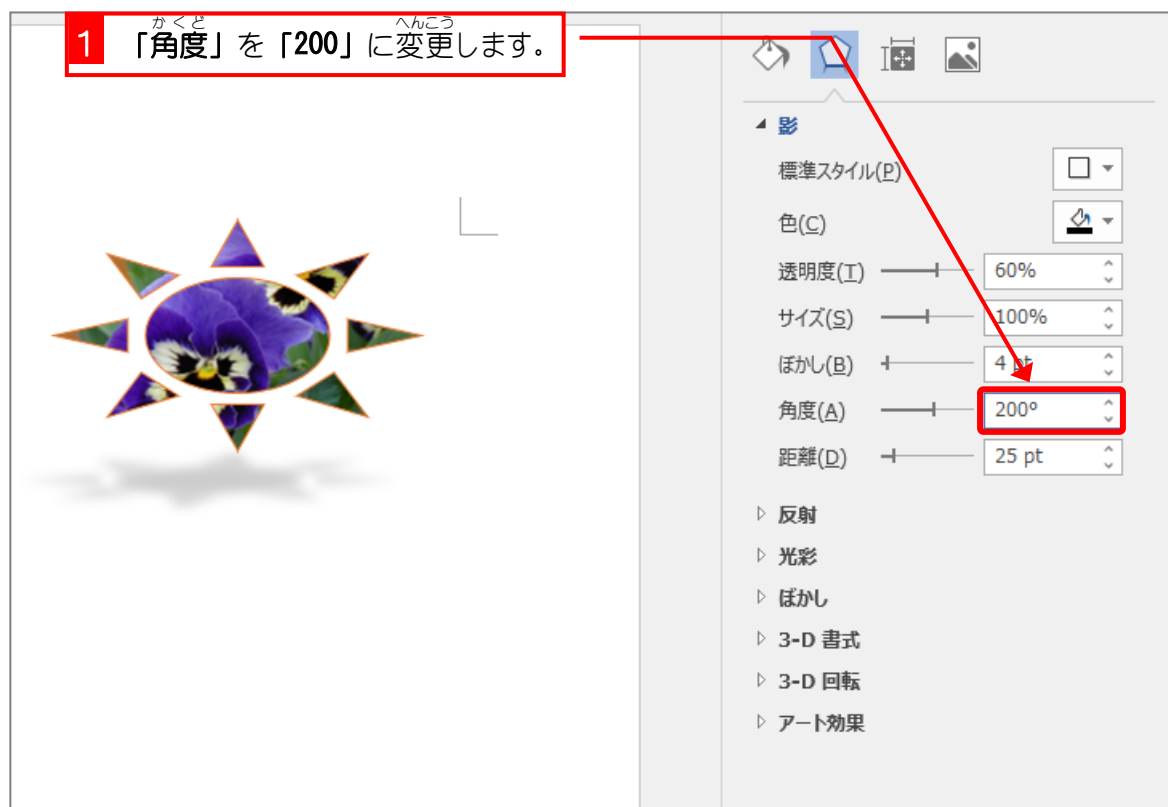 かくど へんこう
1 「角度」を「200」に変更します。
影
標準スタイル(P)
色(C)
透明度(T) 60%
サイズ(S) 100%
ぼかし(B) 4 pt
角度(A) 200°
距離(D) 25 pt
反射
光彩
ぼかし
3-D 書式
3-D 回転
アート効果